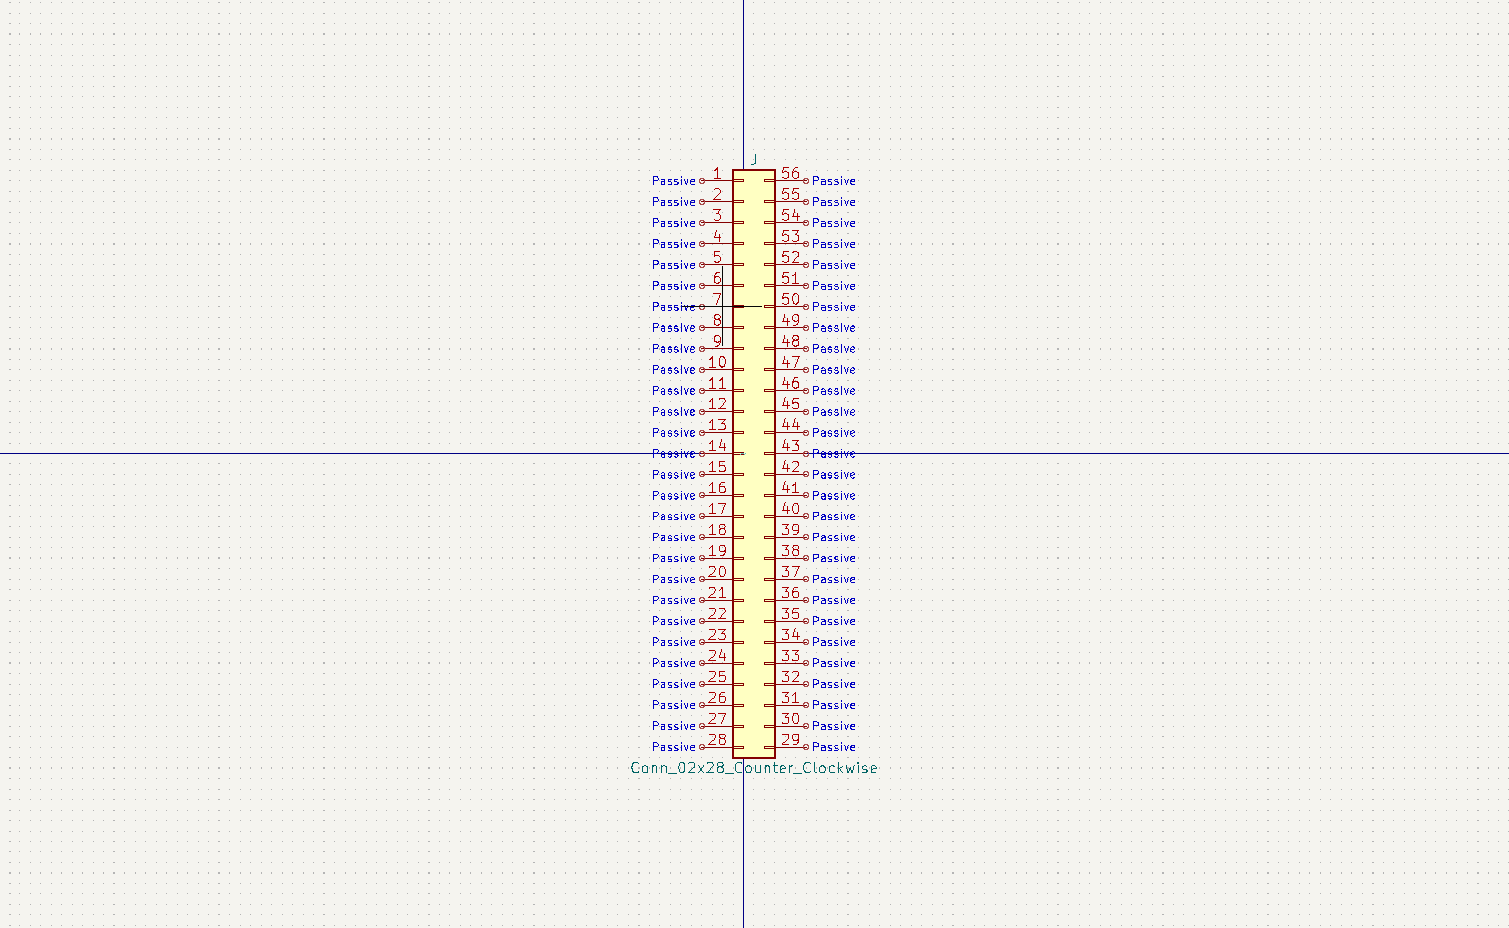 J
Passive 1 56 Passive
Passive 2 55 Passive
Passive 3 54 Passive
Passive 4 53 Passive
Passive 5 52 Passive
Passive 6 51 Passive
Passive 7 50 Passive
Passive 8 49 Passive
Passive 9 48 Passive
Passive 10 47 Passive
Passive 11 46 Passive
Passive 12 45 Passive
Passive 13 44 Passive
Passive 14 43 Passive
Passive 15 42 Passive
Passive 16 41 Passive
Passive 17 40 Passive
Passive 18 39 Passive
Passive 19 38 Passive
Passive 20 37 Passive
Passive 21 36 Passive
Passive 22 35 Passive
Passive 23 34 Passive
Passive 24 33 Passive
Passive 25 32 Passive
Passive 26 31 Passive
Passive 27 30 Passive
Passive 28 29 Passive
Conn_02x28_Counter_Clockwise